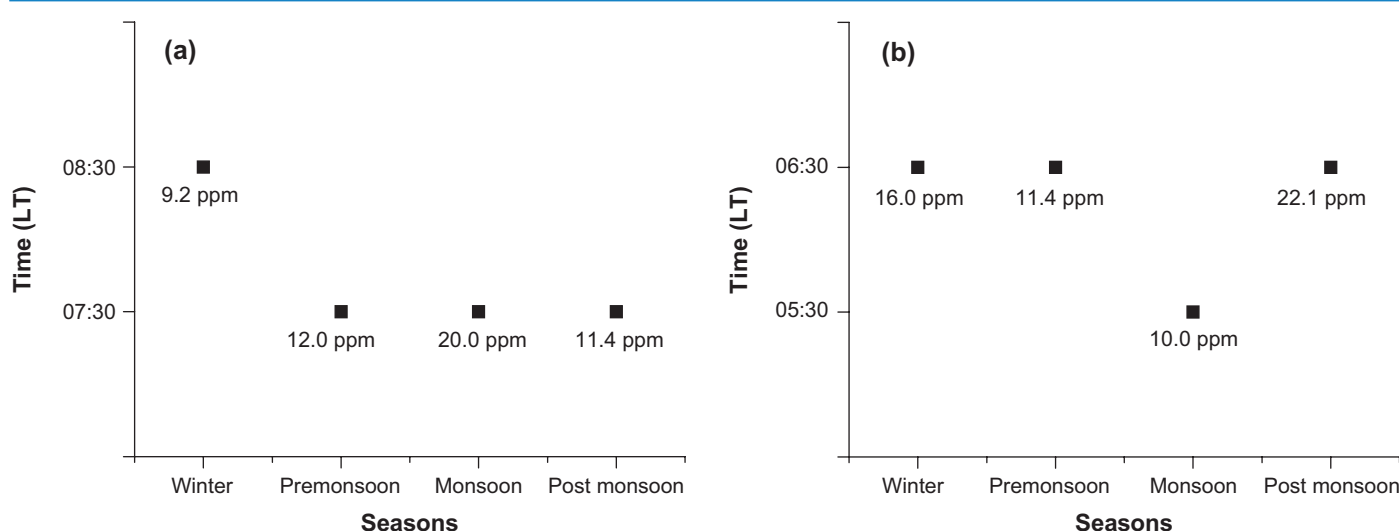 (a)
Time (LT)
08:30
07:30
9.2 ppm
12.0 ppm
20.0 ppm
11.4 ppm
Winter
Premonsoon
Monsoon
Post monsoon
Seasons
(b)
Time (LT)
06:30
05:30
16.0 ppm
11.4 ppm
22.1 ppm
10.0 ppm
Winter
Premonsoon
Monsoon
Post monsoon
Seasons